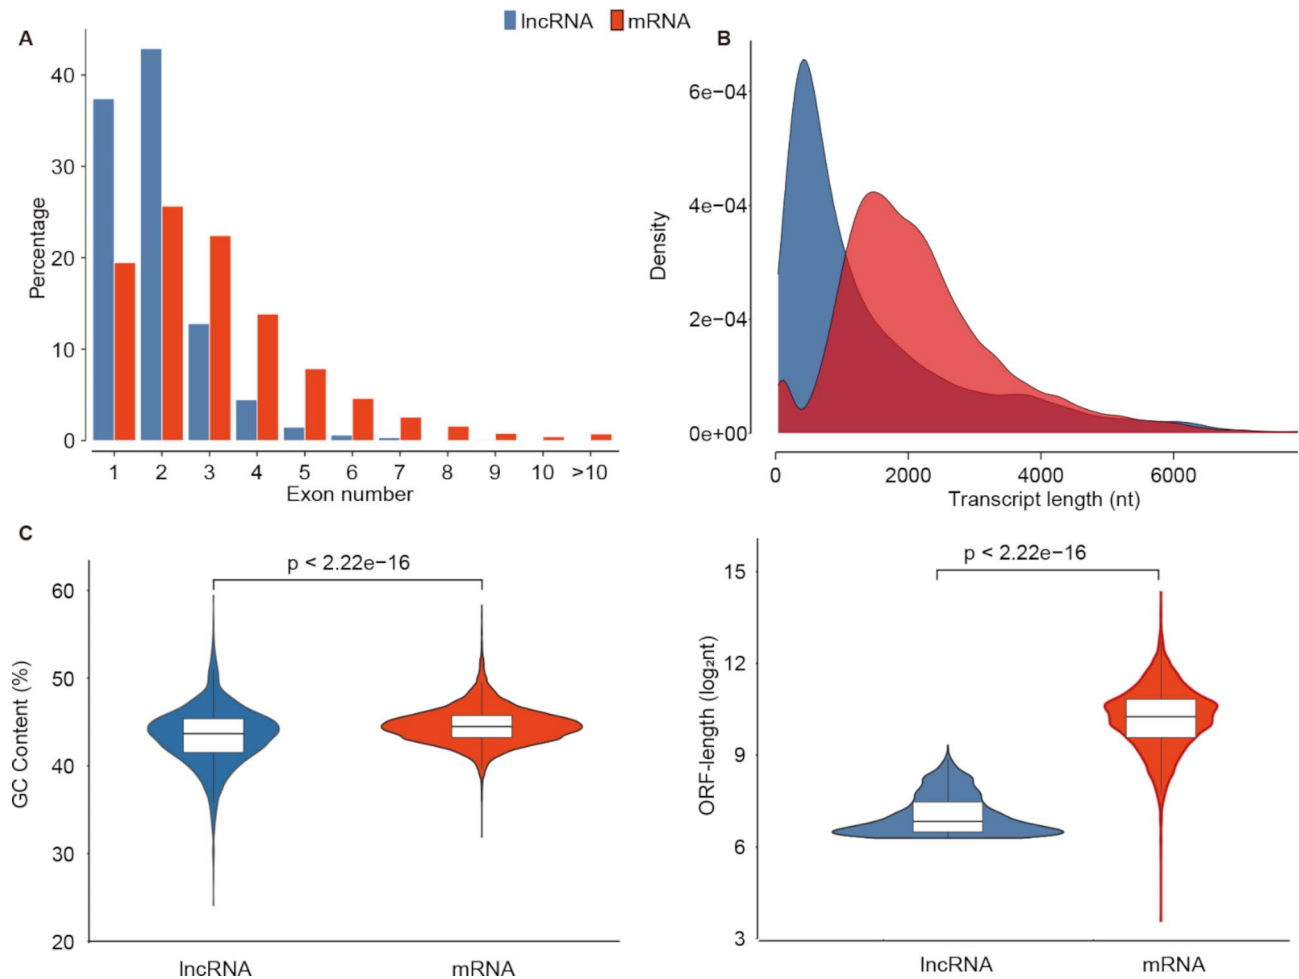 lncRNA mRNA
A
Percentage
40
30
20
10
0
1 2 3 4 5 6 7 8 9 10 >10
Exon number
B
Density
6e−04
4e−04
2e−04
0e+00
0 2000 4000 6000
Transcript length (nt)
C
GC Content (%)
60
50
40
30
20
p < 2.22e−16
lncRNA mRNA
ORF-length (log₂nt)
15
12
9
6
3
p < 2.22e−16
lncRNA mRNA